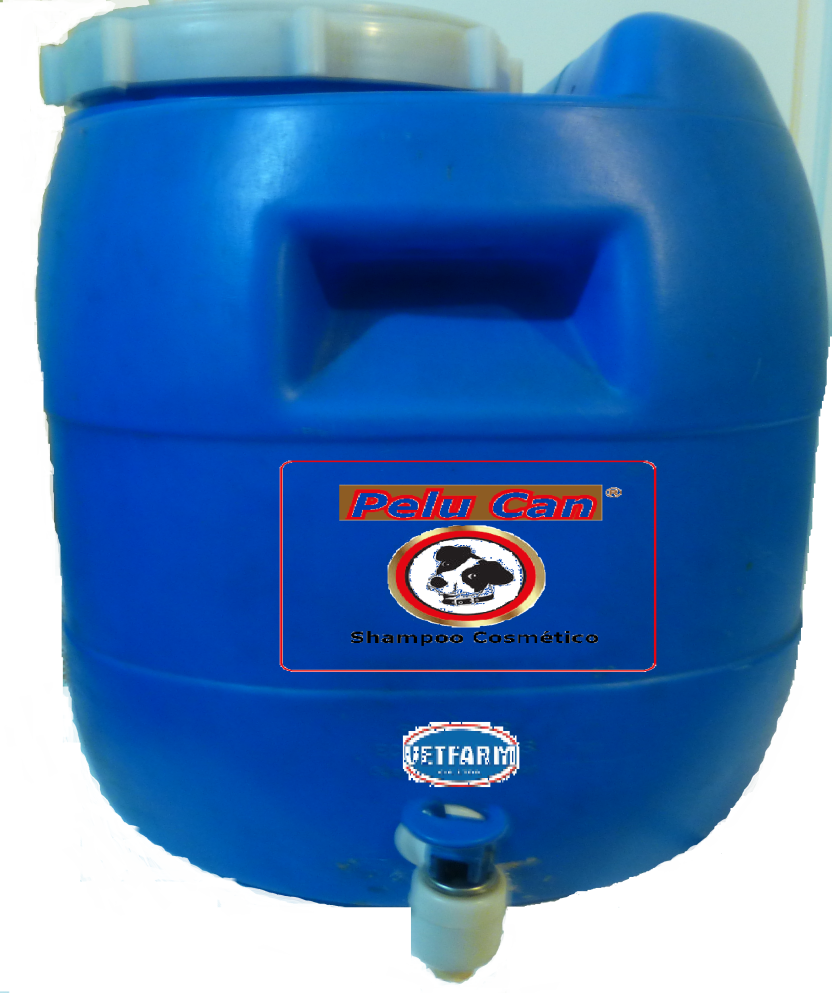 Pelu Can ®
Shampoo Cosmético
VETFARM